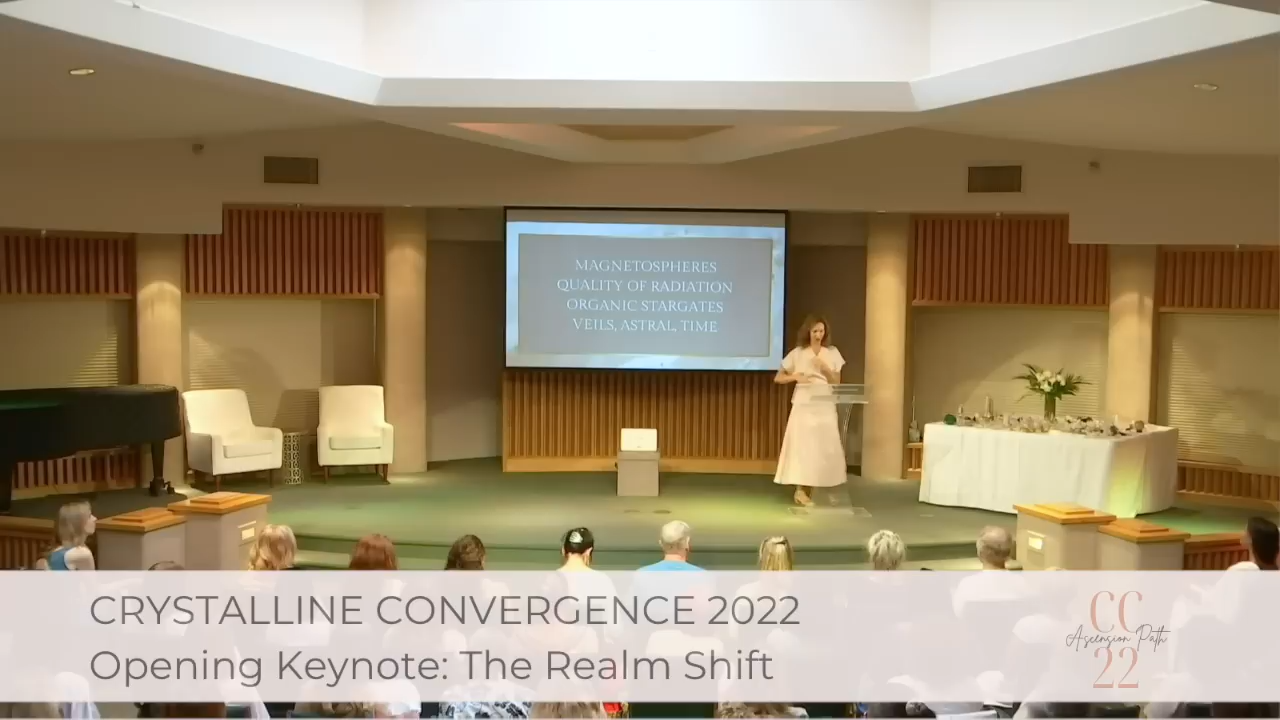 MAGNETOSPHERES
QUALITY OF RADIATION
ORGANIC STARGATES
VEILS, ASTRAL, TIME
CRYSTALLINE CONVERGENCE 2022
Opening Keynote: The Realm Shift
CC
Ascension Path
22